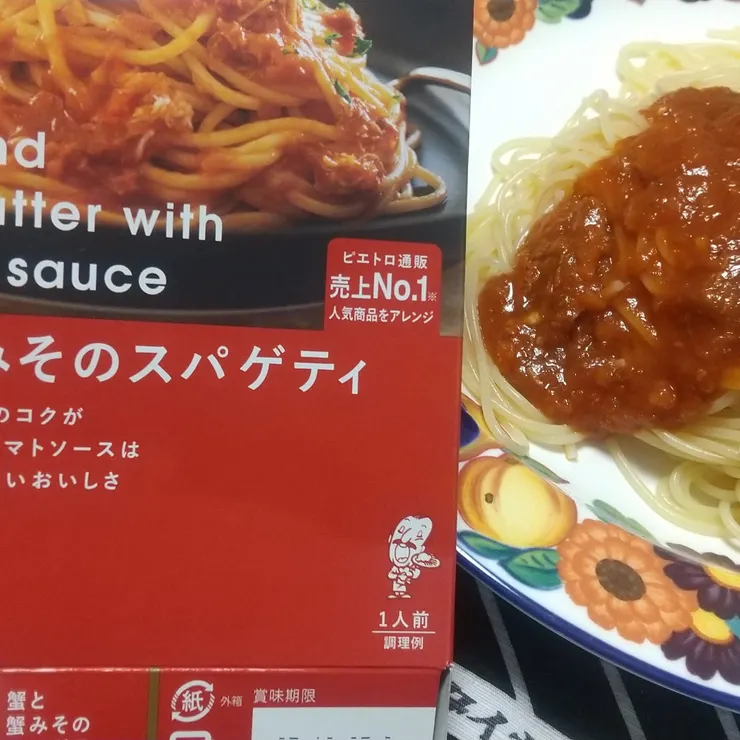 nd
utter with
sauce
ピエトロ通販
売上No.1※
人気商品をアレンジ
みそのスパゲティ
のコクが
マトソースは
いおいしさ
1人前
調理例
蟹と
蟹みその
紙
外箱
賞味期限